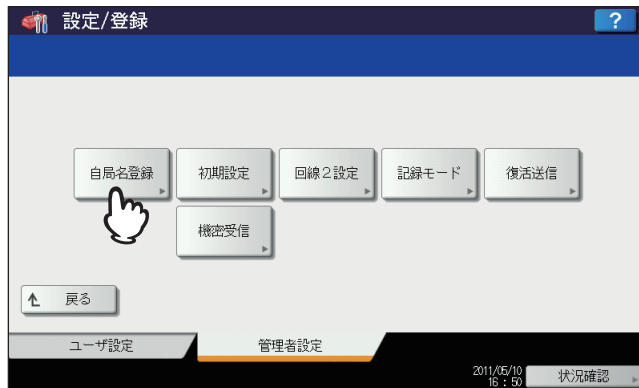 設定/登録
?
自局名登録
初期設定
回線２設定
記録モード
復活送信
機密受信
戻る
ユーザ設定
管理者設定
2011/05/10
16：50
状況確認